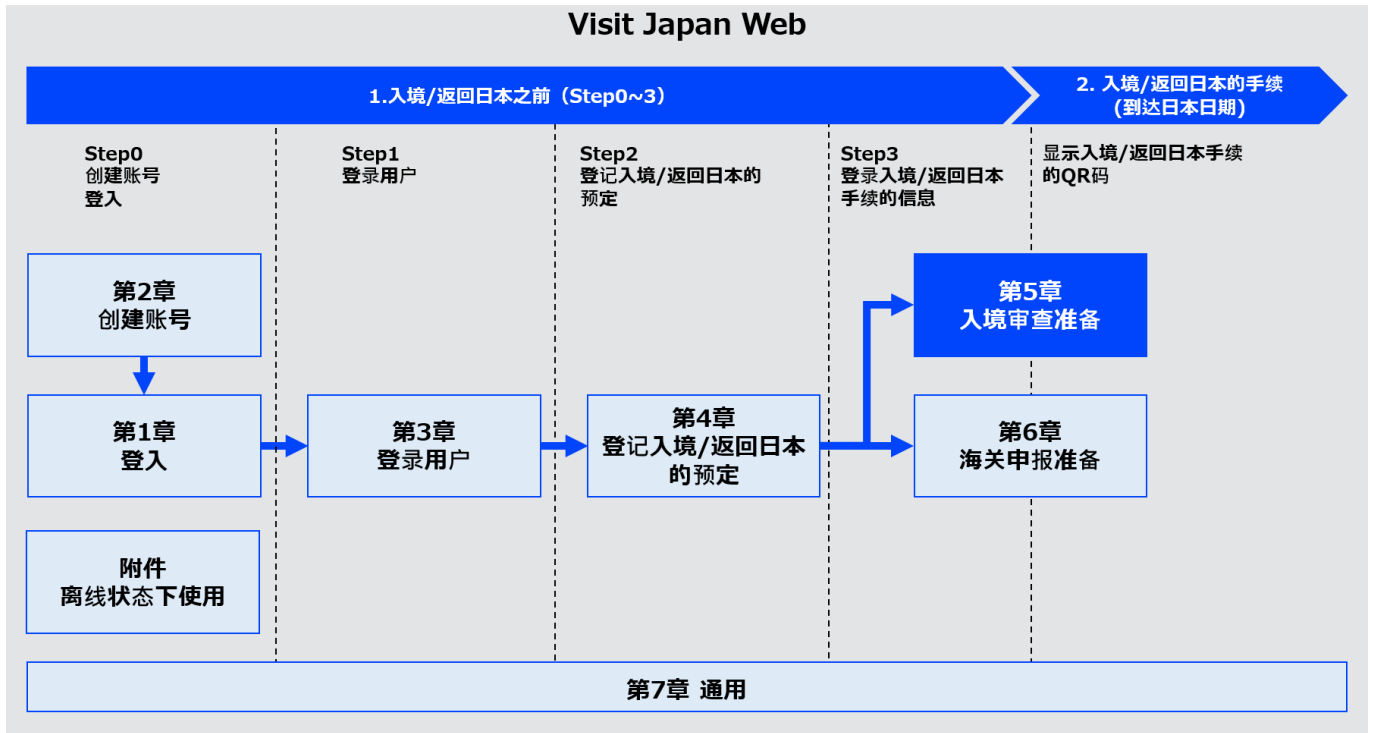 Visit Japan Web
1.入境/返回日本之前（Step0~3）
2. 入境/返回日本的手续
(到达日本日期)
Step0
创建账号
登入
Step1
登录用户
Step2
登记入境/返回日本的
预定
Step3
登录入境/返回日本
手续的信息
显示入境/返回日本手续
的QR码
第2章
创建账号
第5章
入境审查准备
第1章
登入
第3章
登录用户
第4章
登记入境/返回日本
的预定
第6章
海关申报准备
附件
离线状态下使用
第7章 通用